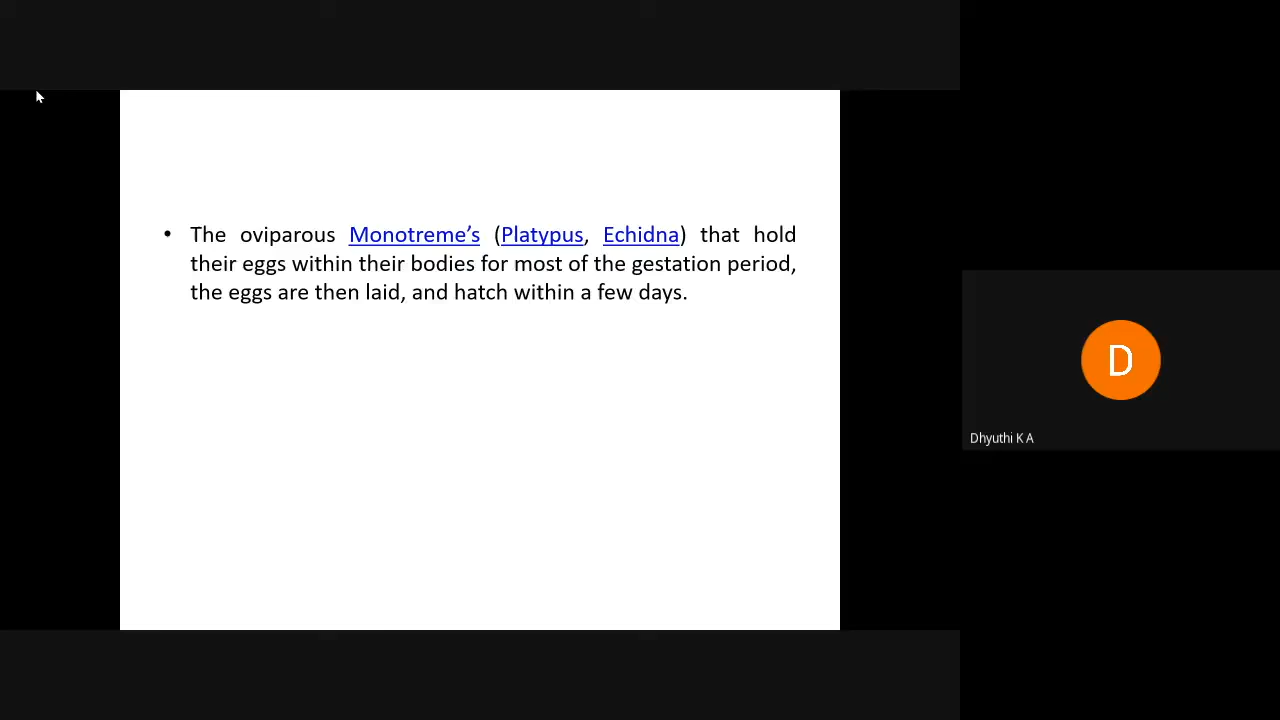 • The oviparous Monotreme’s (Platypus, Echidna) that hold
their eggs within their bodies for most of the gestation period,
the eggs are then laid, and hatch within a few days.
D
Dhyuthi K A